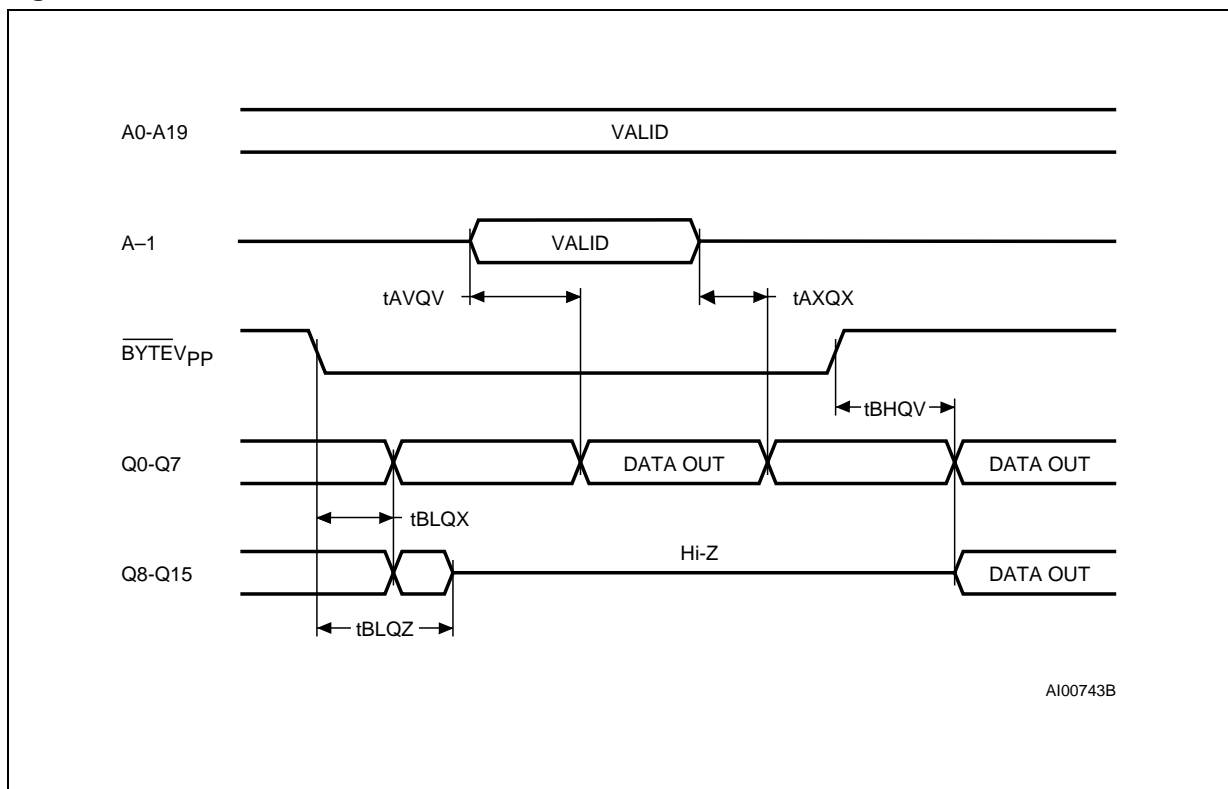 A0-A19 VALID
A–1 VALID
tAVQV tAXQX
BYTEVPP
tBHQV
Q0-Q7 DATA OUT DATA OUT
tBLQX
Hi-Z
Q8-Q15 DATA OUT
tBLQZ
AI00743B